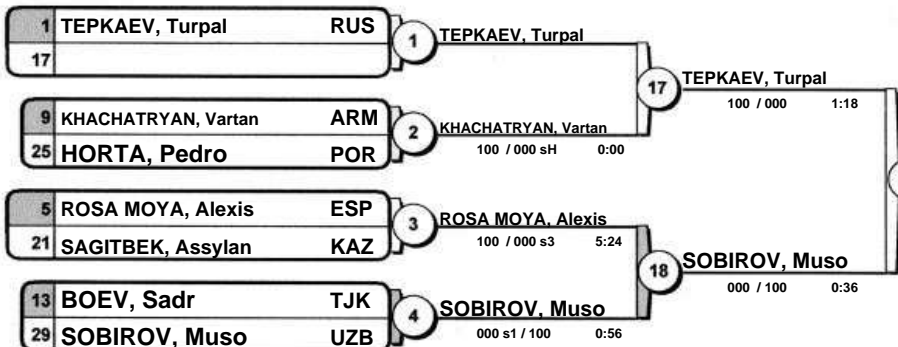 1 TEPKAEV, Turpal RUS
17
1
TEPKAEV, Turpal
9 KHACHATRYAN, Vartan ARM
25 HORTA, Pedro POR
2
KHACHATRYAN, Vartan
100 / 000 sH 0:00
17
TEPKAEV, Turpal
100 / 000 1:18
5 ROSA MOYA, Alexis ESP
21 SAGITBEK, Assylan KAZ
3
ROSA MOYA, Alexis
100 / 000 s3 5:24
13 BOEV, Sadr TJK
29 SOBIROV, Muso UZB
4
SOBIROV, Muso
000 s1 / 100 0:56
18
SOBIROV, Muso
000 / 100 0:36